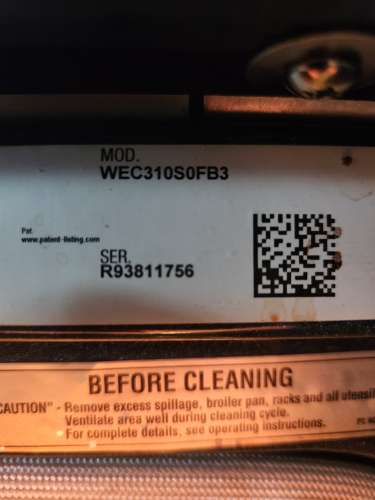 MOD.
WEC310S0FB3
Pat.
www.patent-listing.com
SER.
R93811756
BEFORE CLEANING
CAUTION" - Remove excess spillage, broiler pan, racks and all utensil
Ventilate area well during cleaning cycle.
- For complete details, see operating instructions.